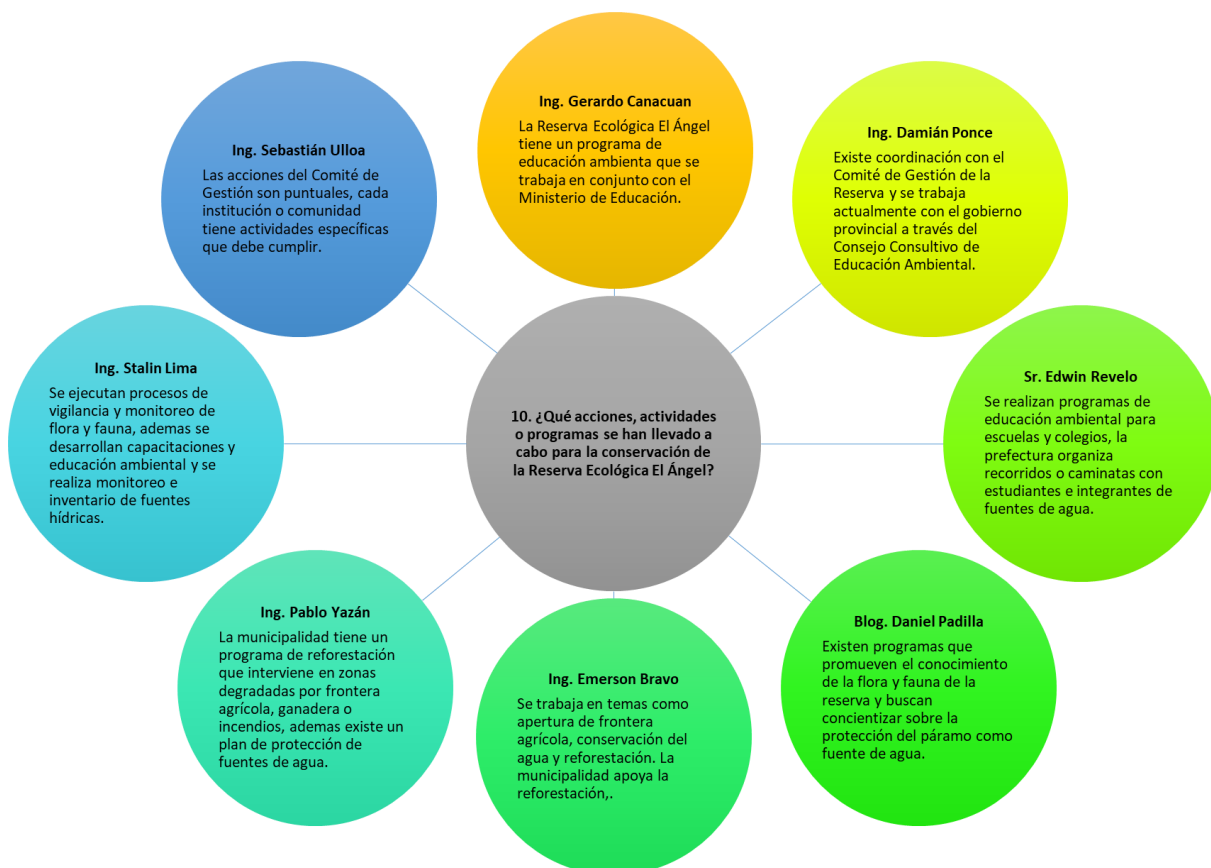 Ing. Gerardo Canacuan
La Reserva Ecológica El Ángel
tiene un programa de
educación ambienta que se
trabaja en conjunto con el
Ministerio de Educación.
Ing. Damián Ponce
Existe coordinación con el
Comité de Gestión de la
Reserva y se trabaja
actualmente con el gobierno
provincial a través del
Consejo Consultivo de
Educación Ambiental.
Sr. Edwin Revelo
Se realizan programas de
educación ambiental para
escuelas y colegios, la
prefectura organiza
recorridos o caminatas con
estudiantes e integrantes de
fuentes de agua.
Blog. Daniel Padilla
Existen programas que
promueven el conocimiento
de la flora y fauna de la
reserva y buscan
concientizar sobre la
protección del páramo como
fuente de agua.
Ing. Emerson Bravo
Se trabaja en temas como
apertura de frontera
agrícola, conservación del
agua y reforestación. La
municipalidad apoya la
reforestación,.
Ing. Pablo Yazán
La municipalidad tiene un
programa de reforestación
que interviene en zonas
degradadas por frontera
agrícola, ganadera o
incendios, ademas existe un
plan de protección de
fuentes de agua.
Ing. Stalin Lima
Se ejecutan procesos de
vigilancia y monitoreo de
flora y fauna, ademas se
desarrollan capacitaciones y
educación ambiental y se
realiza monitoreo e
inventario de fuentes
hídricas.
Ing. Sebastián Ulloa
Las acciones del Comité de
Gestión son puntuales, cada
institución o comunidad
tiene actividades específicas
que debe cumplir.
10. ¿Qué acciones, actividades
o programas se han llevado a
cabo para la conservación de
la Reserva Ecológica El Ángel?